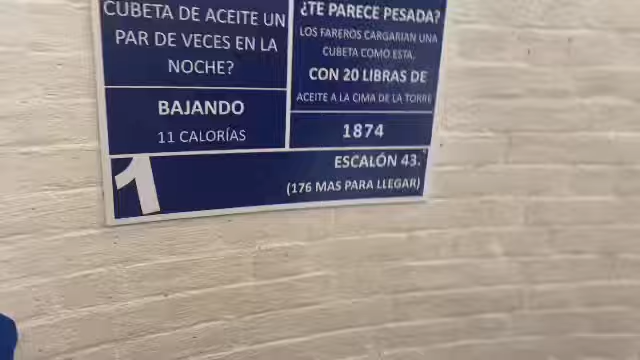 CUBETA DE ACEITE UN
PAR DE VECES EN LA
NOCHE?
BAJANDO
11 CALORÍAS
¿TE PARECE PESADA?
LOS FAREROS CARGARIAN UNA
CUBETA COMO ESTA,
CON 20 LIBRAS DE
ACEITE A LA CIMA DE LA TORRE
1874
1
ESCALÓN 43.
(176 MAS PARA LLEGAR)